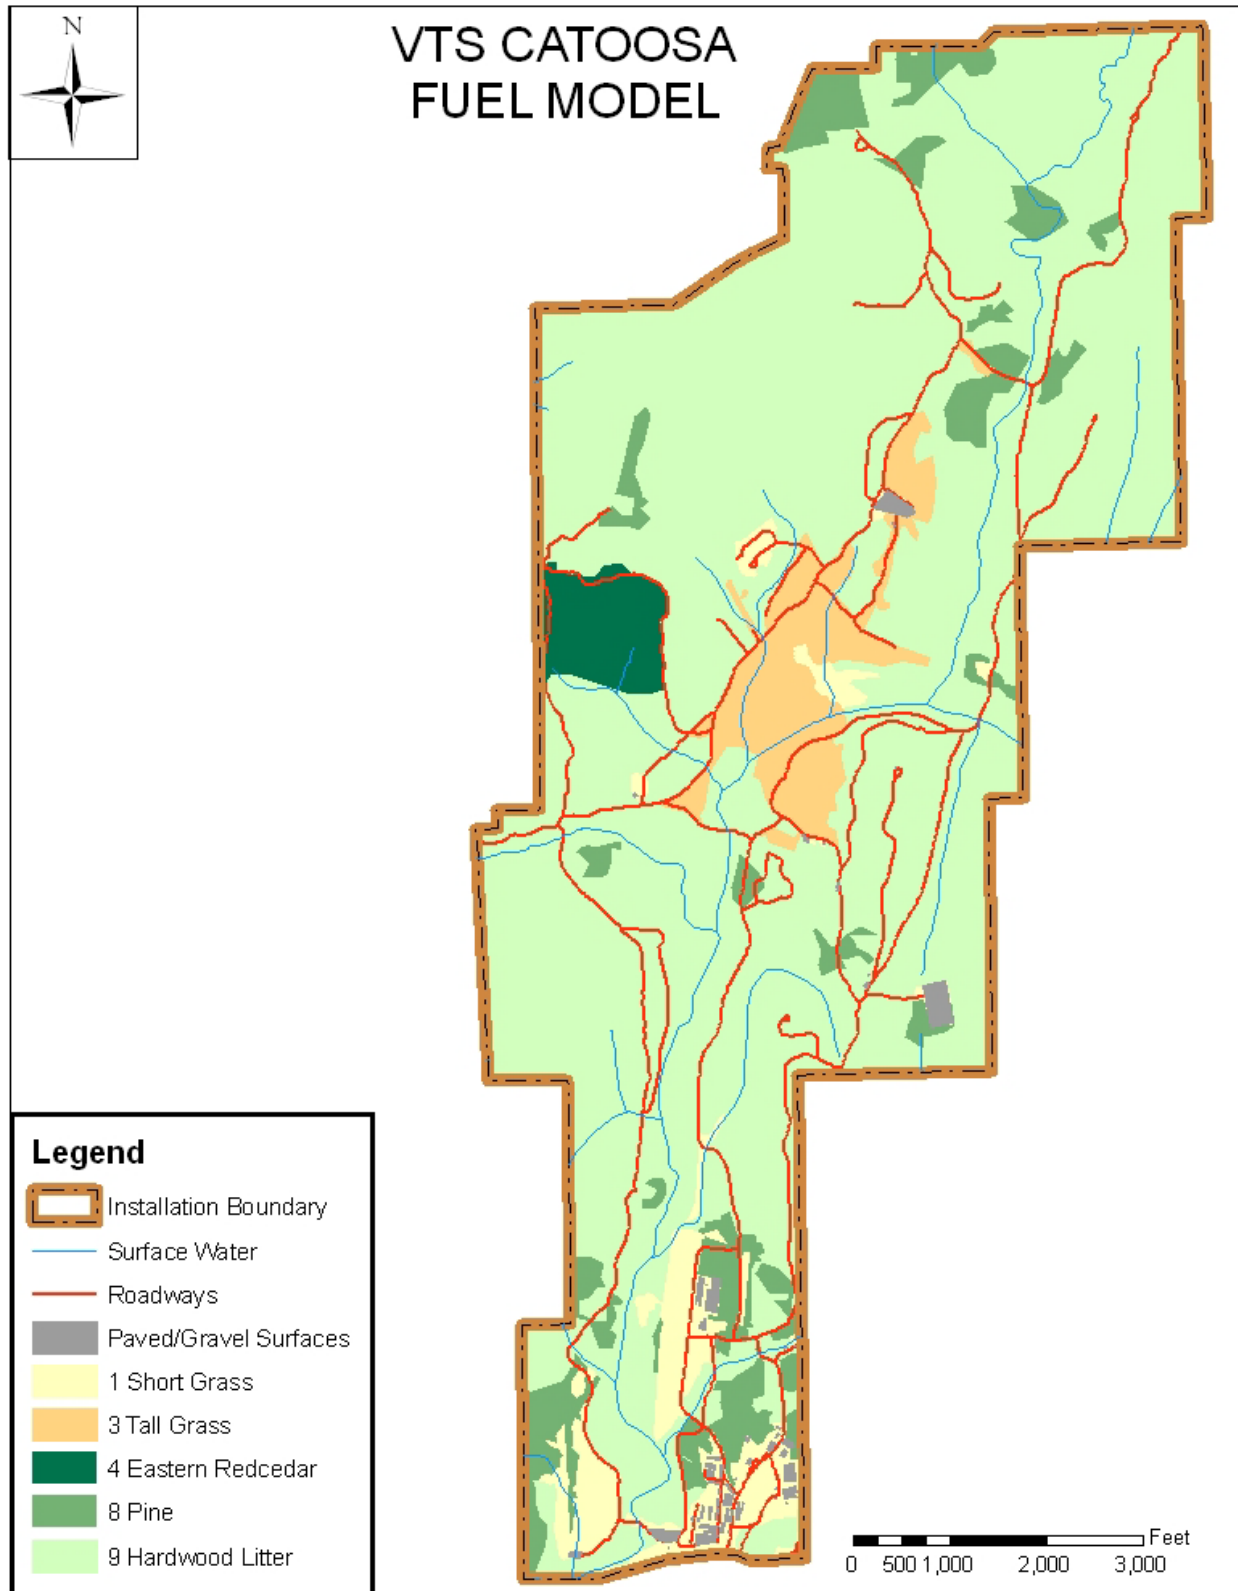 N
VTS CATOOSA
FUEL MODEL
Legend
Installation Boundary
Surface Water
Roadways
Paved/Gravel Surfaces
1 Short Grass
3 Tall Grass
4 Eastern Redcedar
8 Pine
9 Hardwood Litter
Feet
0 500 1,000 2,000 3,000